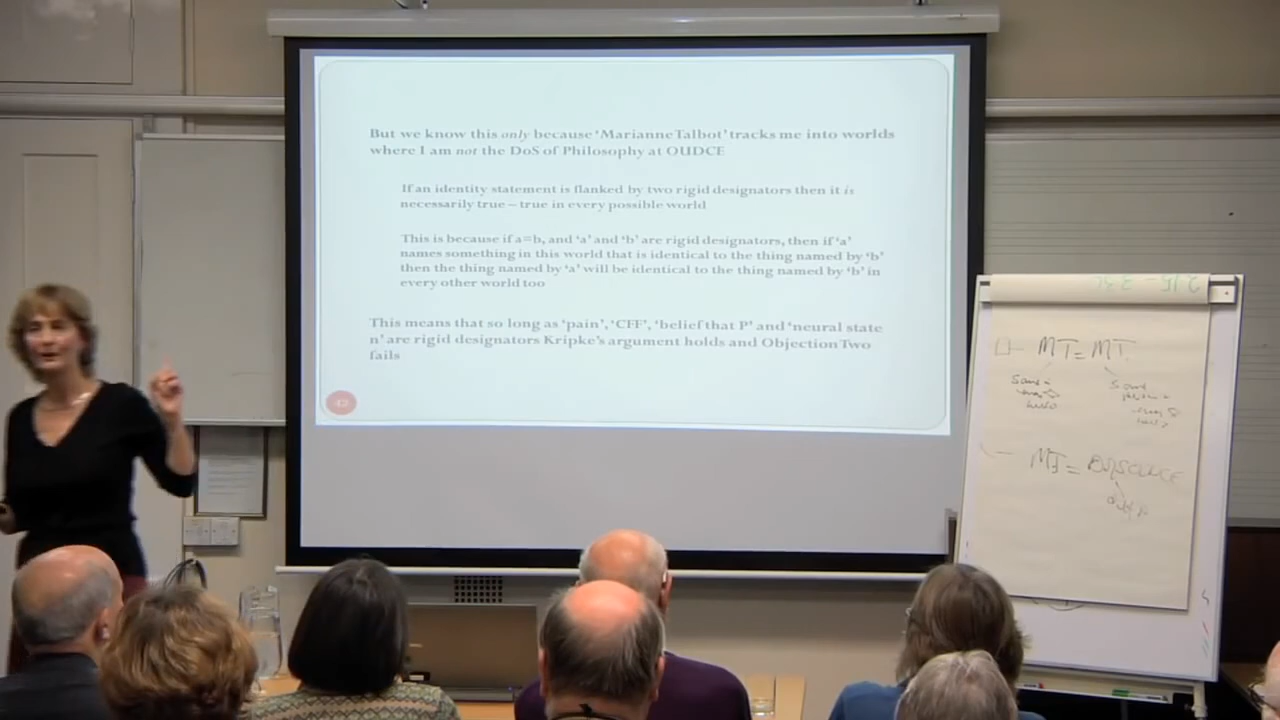 But we know this only because ‘Marianne Talbot’ tracks me into worlds
where I am not the DoS of Philosophy at OUDCE
If an identity statement is flanked by two rigid designators then it is
necessarily true – true in every possible world
This is because if a=b, and ‘a’ and ‘b’ are rigid designators, then if ‘a’
names something in this world that is identical to the thing named by ‘b’
then the thing named by ‘a’ will be identical to the thing named by ‘b’ in
every other world too
This means that so long as ‘pain’, ‘CFF’, ‘belief that P’ and ‘neural state
n’ are rigid designators Kripke’s argument holds and Objection Two
fails
42
MT = MT
MT =